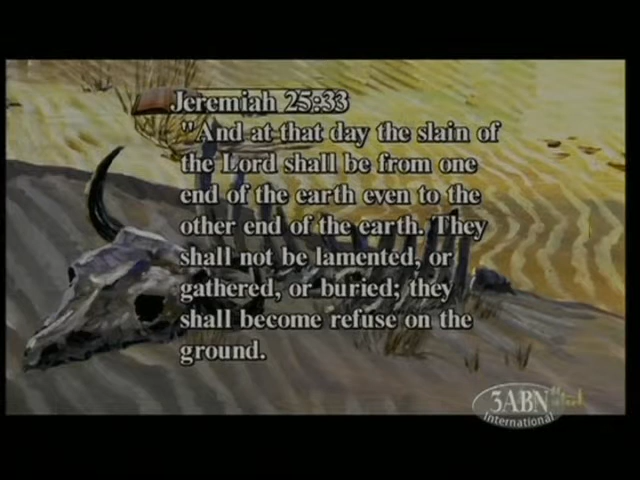 Jeremiah 25:33
"And at that day the slain of
the Lord shall be from one
end of the earth even to the
other end of the earth. They
shall not be lamented, or
gathered, or buried; they
shall become refuse on the
ground.
3ABN
International